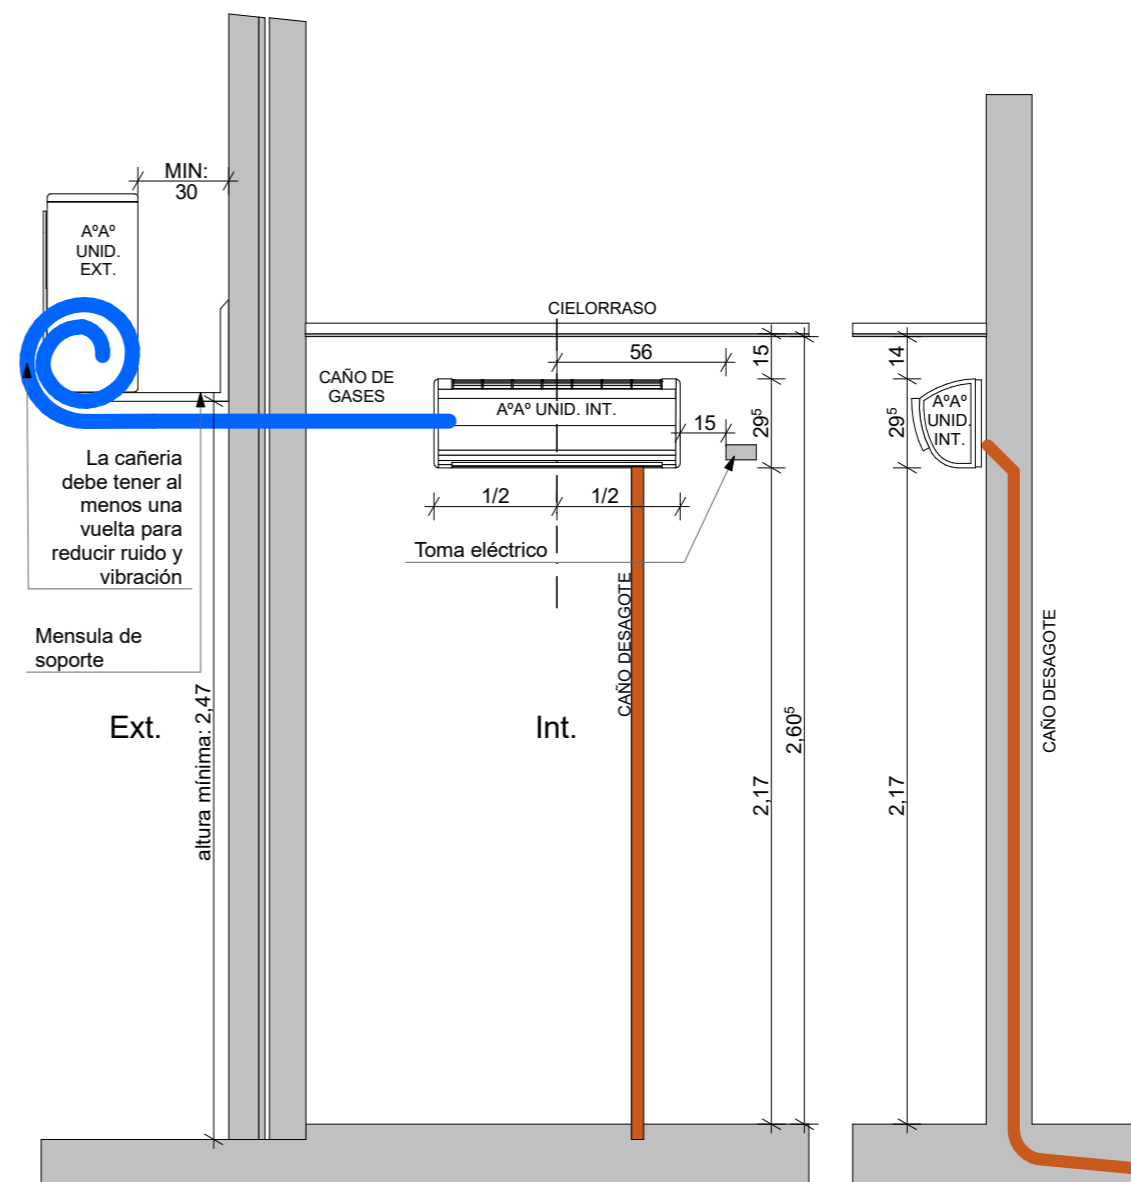 MIN:
30
AºAº
UNID.
EXT.
CIELORRASO
56
15
14
CAÑO DE
GASES
AºAº UNID. INT.
15
29⁵
29⁵
AºAº
UNID.
INT.
1/2
1/2
Toma eléctrico
La cañeria
debe tener al
menos una
vuelta para
reducir ruido y
vibración
Mensula de
soporte
CAÑO DESAGOTE
CAÑO DESAGOTE
Ext.
Int.
altura mínima: 2,47
2,60⁵
2,17
2,17